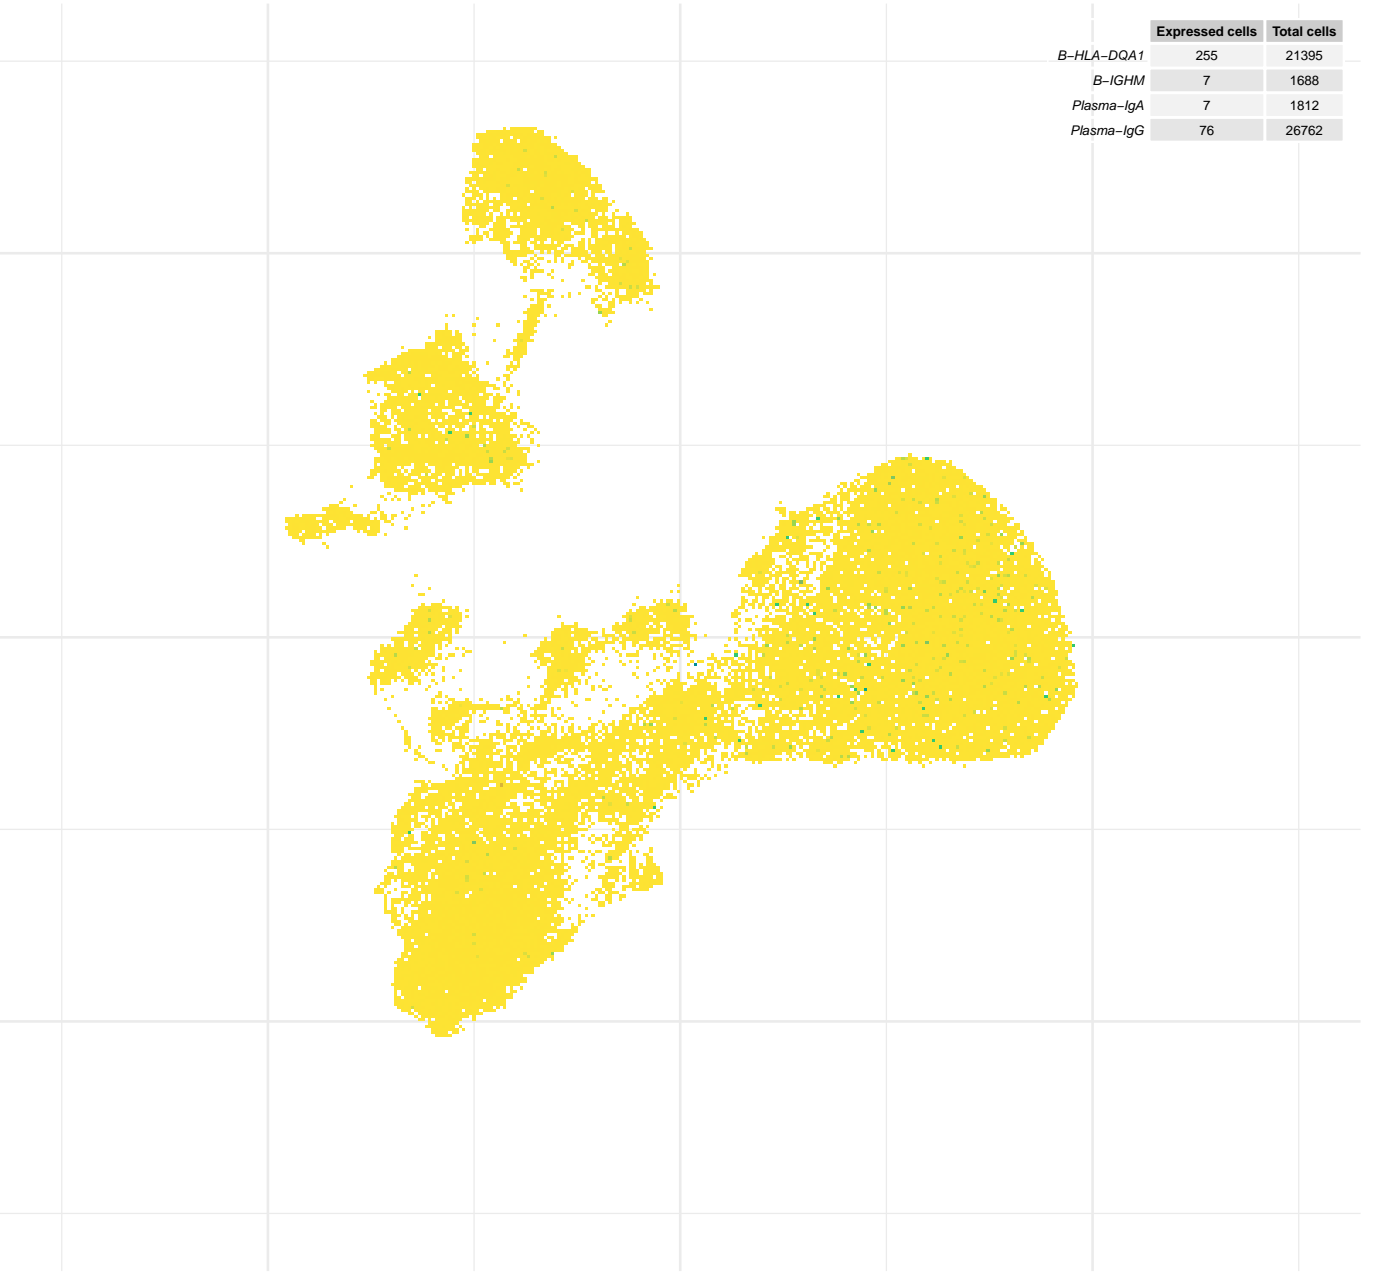 Expressed cells Total cells
B−HLA−DQA1 255 21395
B−IGHM 7 1688
Plasma−IgA 7 1812
Plasma−IgG 76 26762